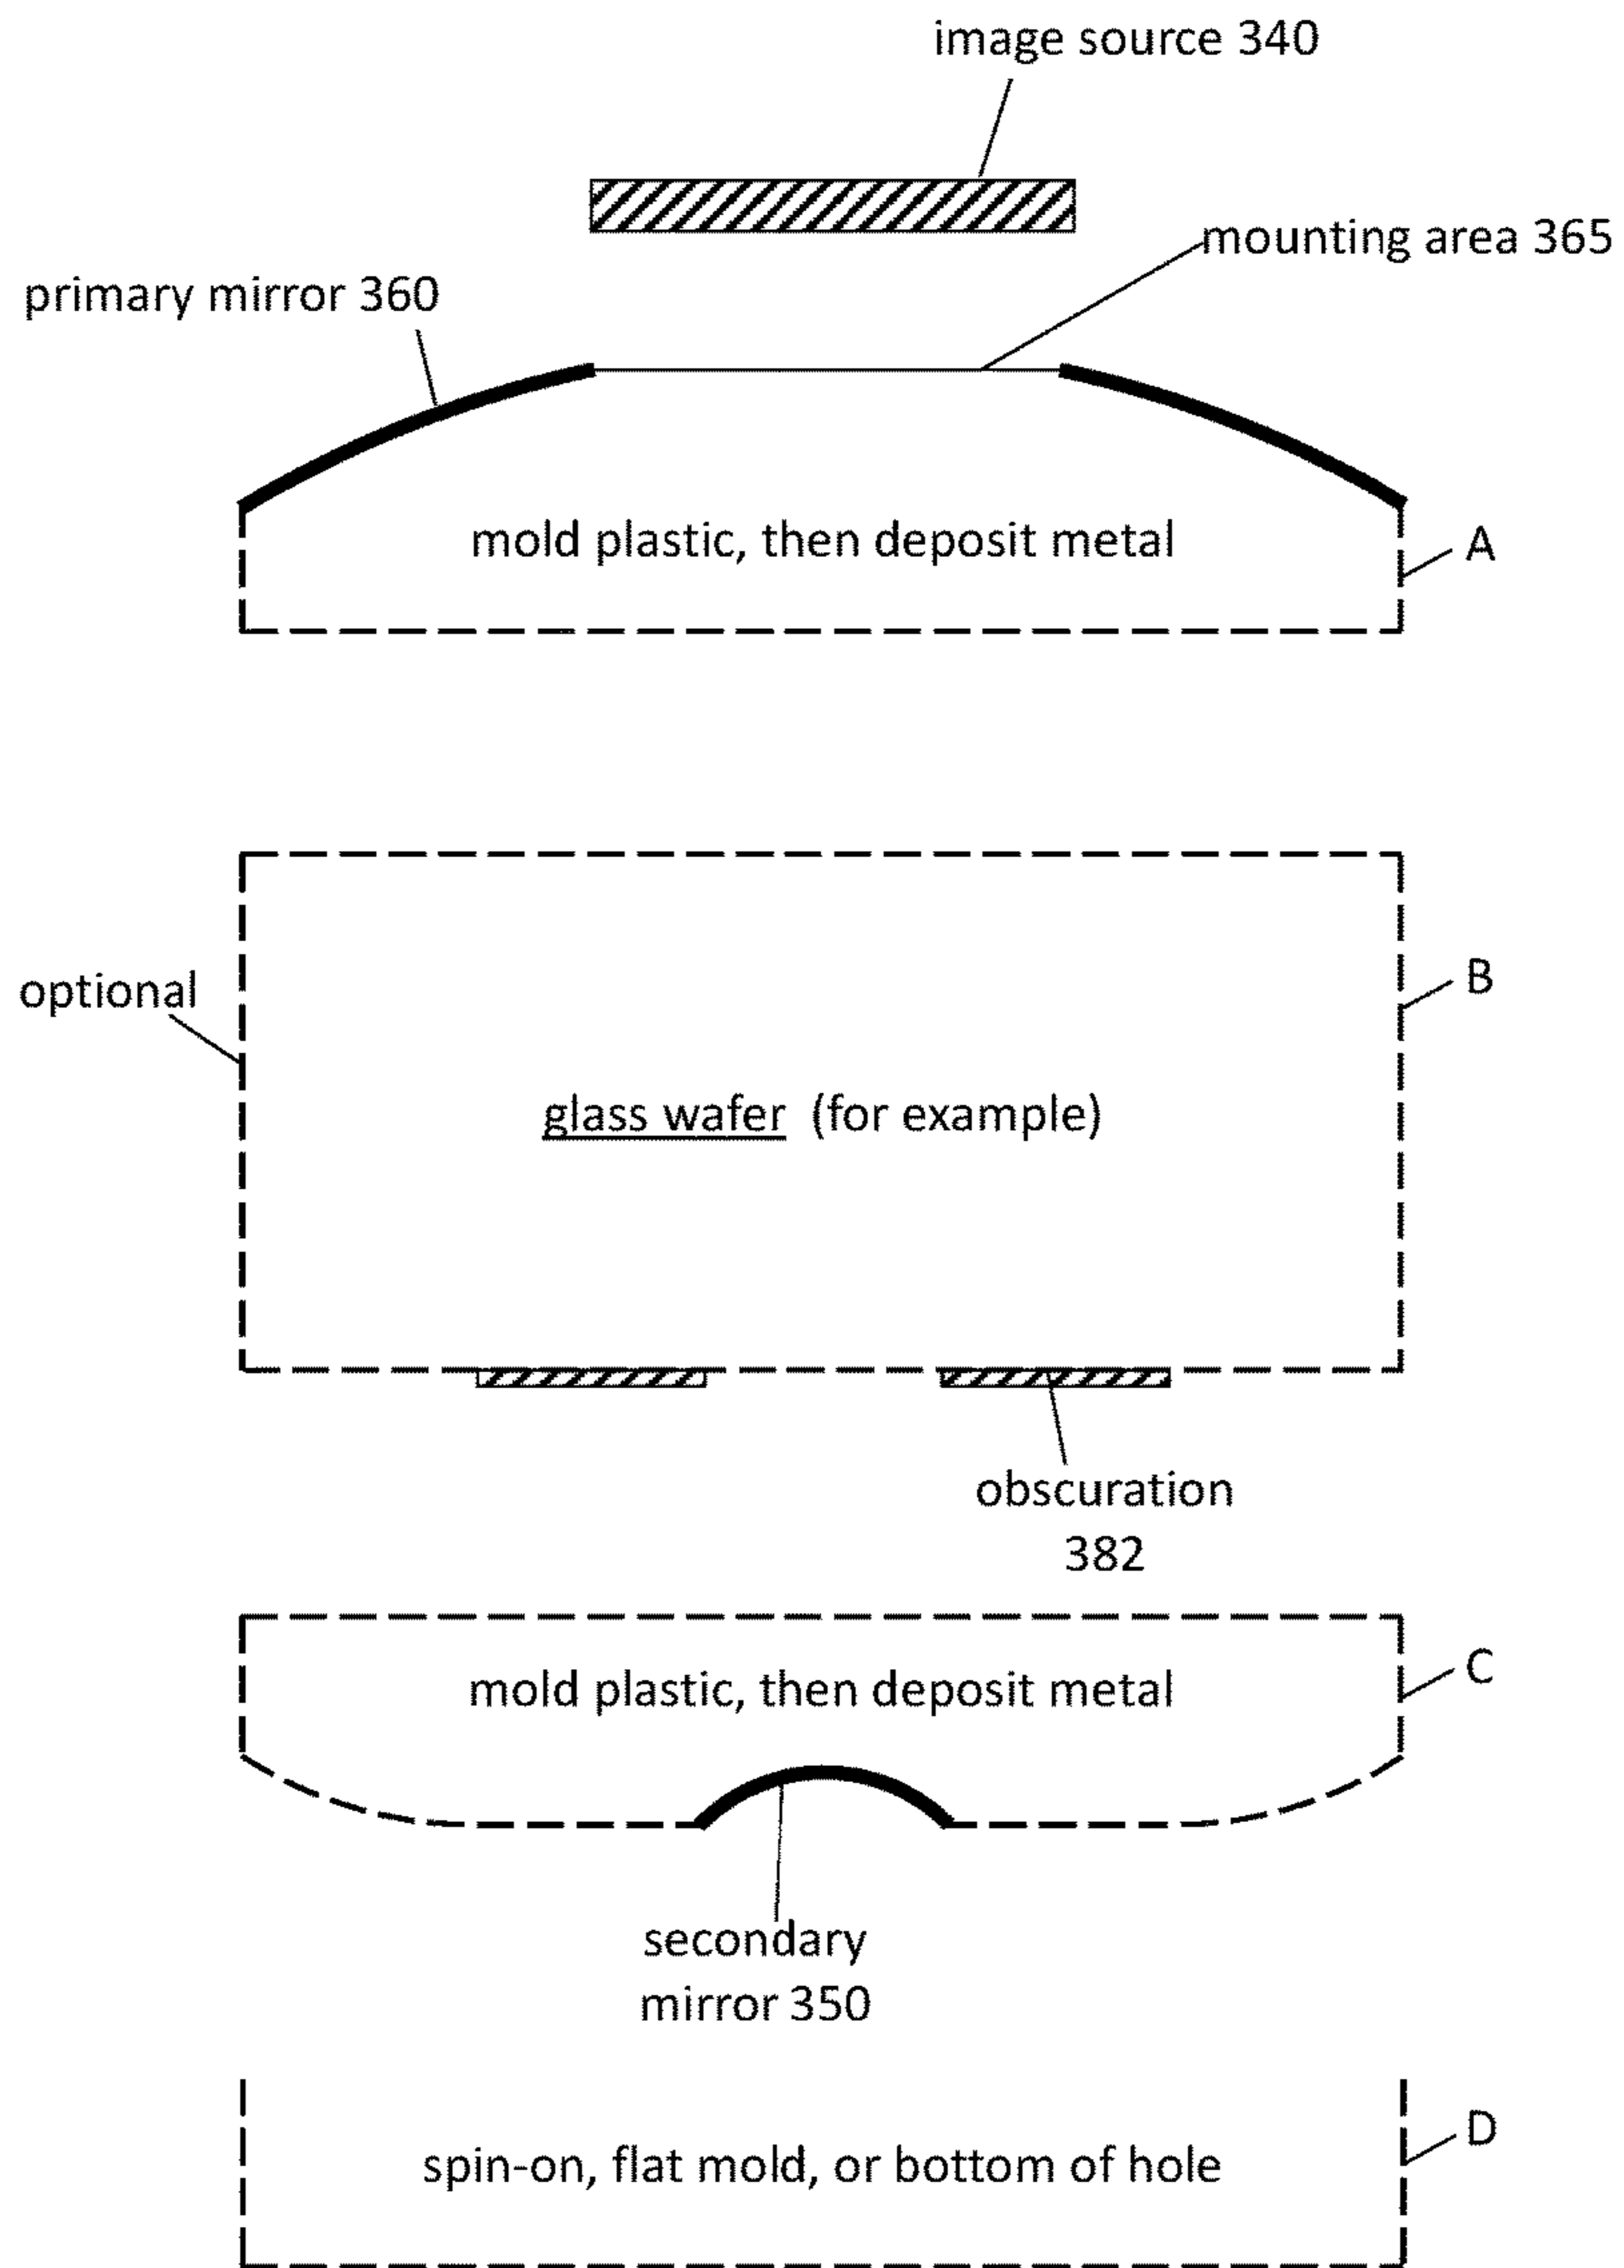 image source 340
mounting area 365
primary mirror 360
mold plastic, then deposit metal
A
optional
B
glass wafer (for example)
obscuration
382
mold plastic, then deposit metal
C
secondary
mirror 350
D
spin-on, flat mold, or bottom of hole